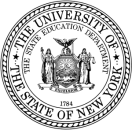 THE UNIVERSITY OF
THE STATE OF NEW YORK
THE STATE EDUCATION DEPARTMENT
1784